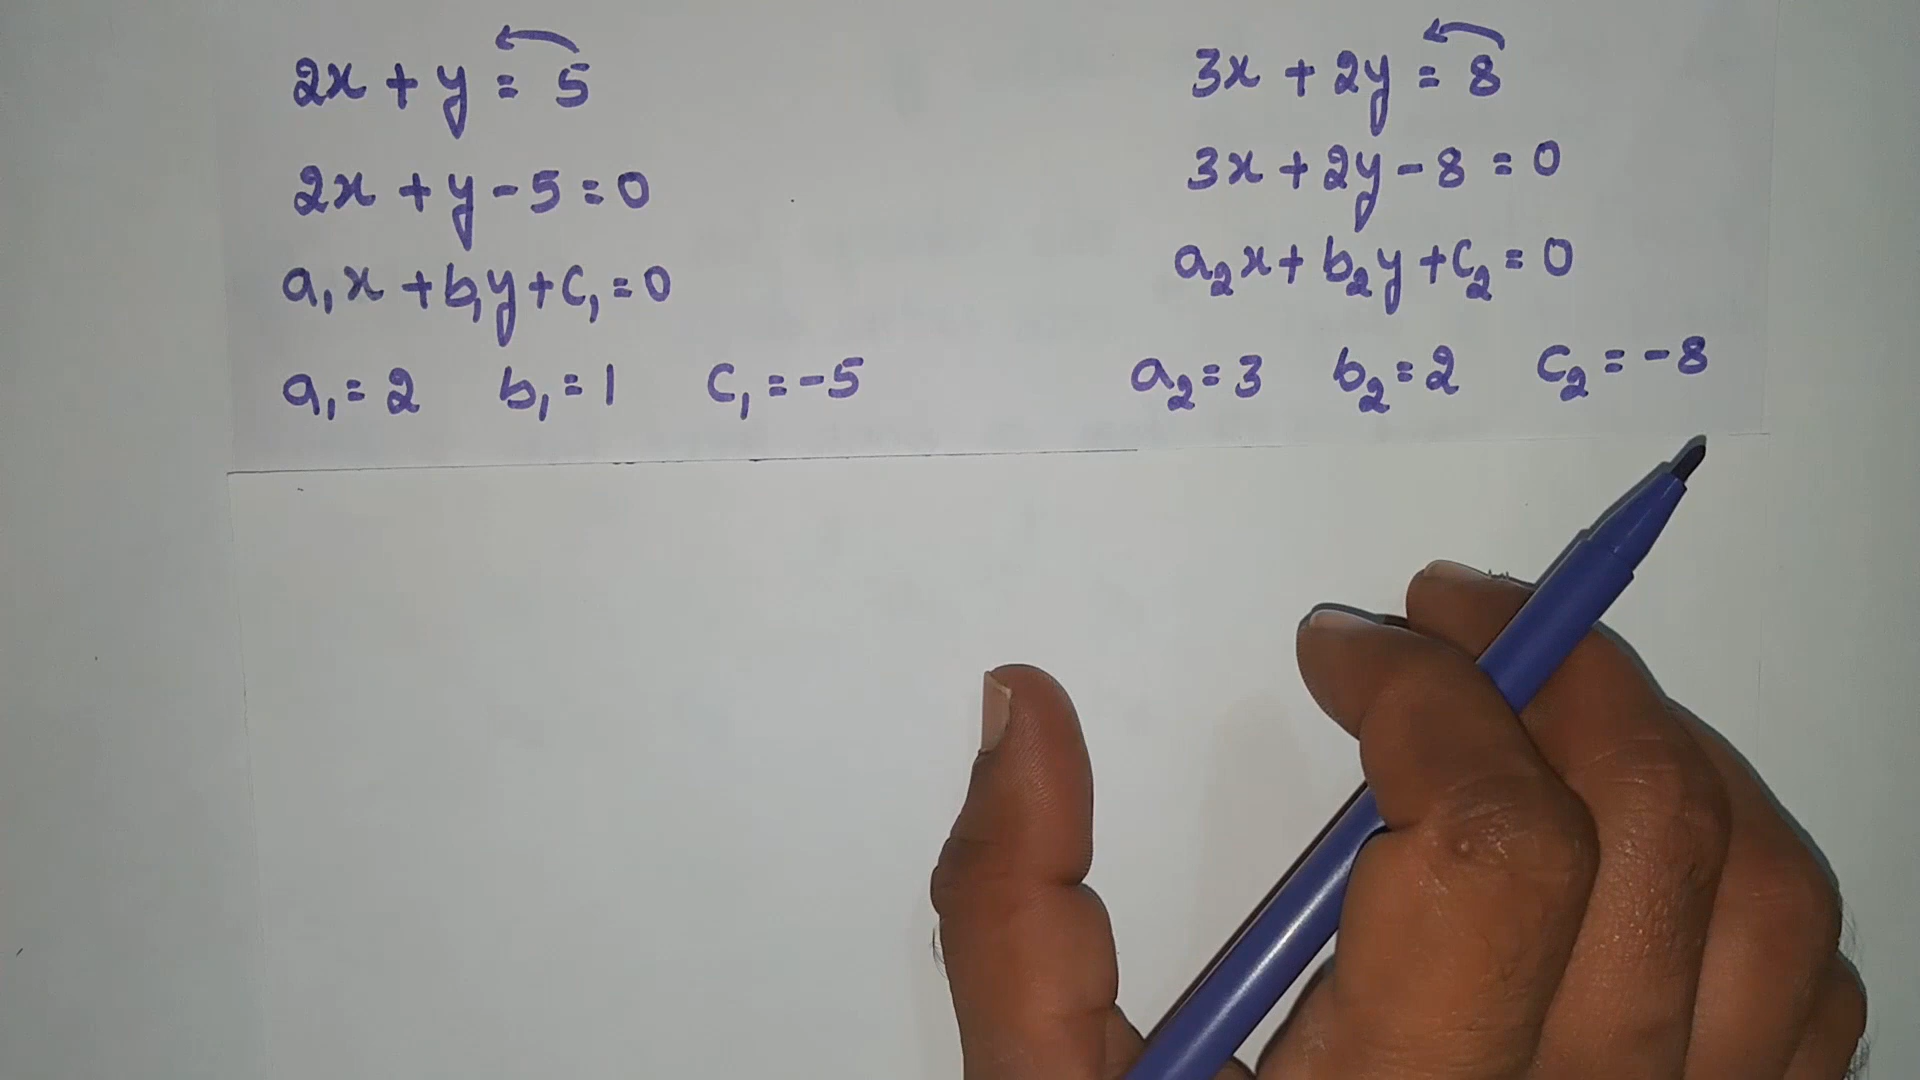 2x + y = 5
2x + y - 5 = 0
a₁x + b₁y + c₁ = 0
a₁ = 2 b₁ = 1 c₁ = -5
3x + 2y = 8
3x + 2y - 8 = 0
a₂x + b₂y + c₂ = 0
a₂ = 3 b₂ = 2 c₂ = -8